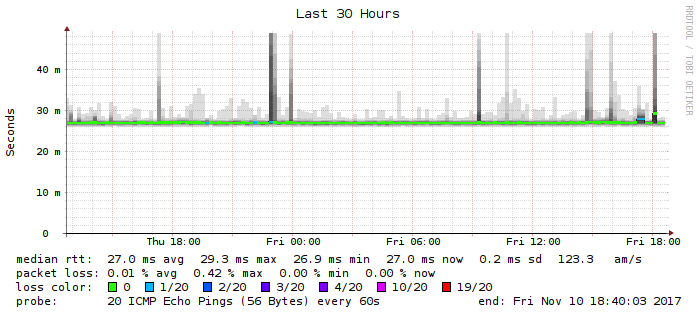 Last 30 Hours
RRDTOOL / TOBI OETIKER
Seconds
40 m
30 m
20 m
10 m
0
Thu 18:00 Fri 00:00 Fri 06:00 Fri 12:00 Fri 18:00
median rtt: 27.0 ms avg 29.3 ms max 26.9 ms min 27.0 ms now 0.2 ms sd 123.3 am/s
packet loss: 0.01 % avg 0.42 % max 0.00 % min 0.00 % now
loss color: 0 1/20 2/20 3/20 4/20 10/20 19/20
probe: 20 ICMP Echo Pings (56 Bytes) every 60s end: Fri Nov 10 18:40:03 2017